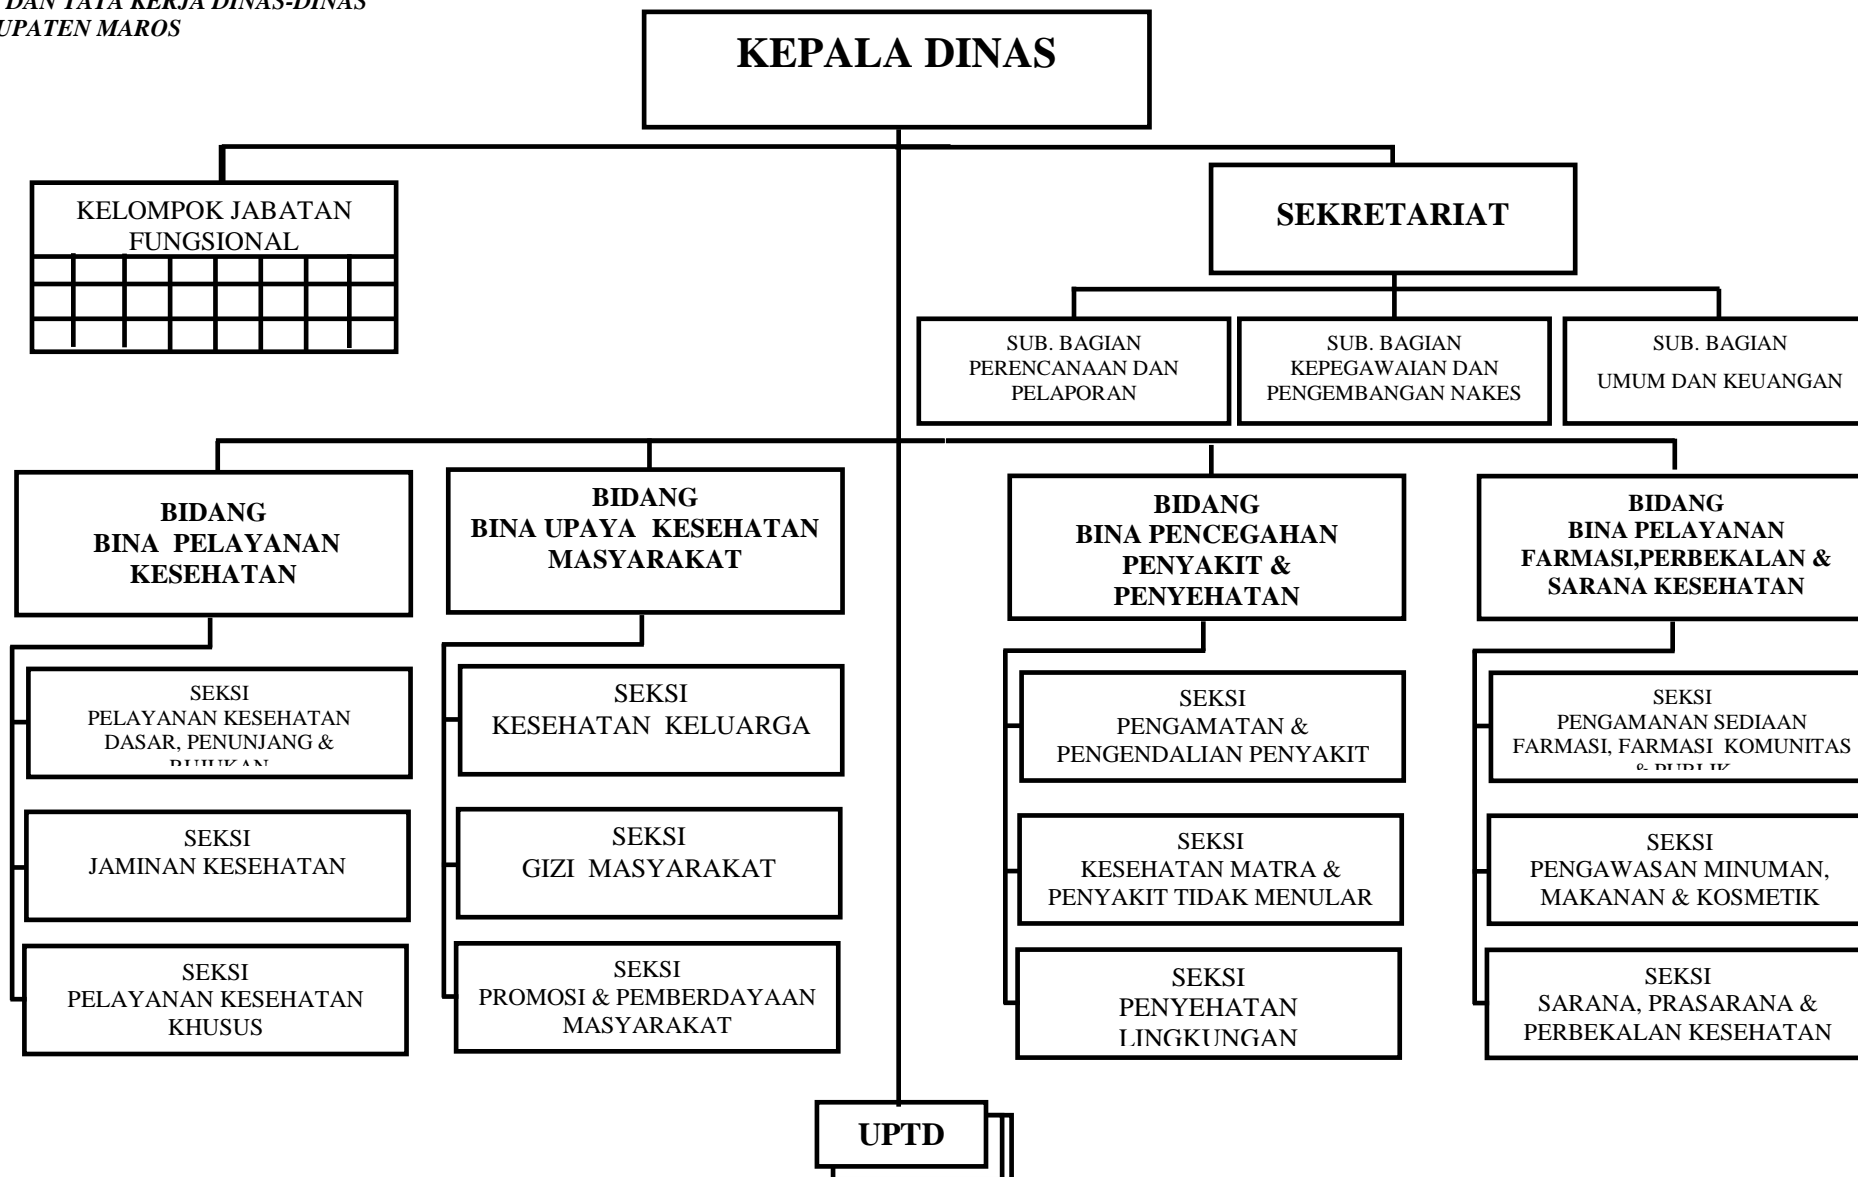 DAN TATA KERJA DINAS-DINAS
UPATEN MAROS
KEPALA DINAS
KELOMPOK JABATAN
FUNGSIONAL
SEKRETARIAT
SUB. BAGIAN
PERENCANAAN DAN
PELAPORAN
SUB. BAGIAN
KEPEGAWAIAN DAN
PENGEMBANGAN NAKES
SUB. BAGIAN
UMUM DAN KEUANGAN
BIDANG
BINA PELAYANAN
KESEHATAN
BIDANG
BINA UPAYA KESEHATAN
MASYARAKAT
BIDANG
BINA PENCEGAHAN
PENYAKIT &
PENYEHATAN
BIDANG
BINA PELAYANAN
FARMASI,PERBEKALAN &
SARANA KESEHATAN
SEKSI
PELAYANAN KESEHATAN
DASAR, PENUNJANG &
RUJUKAN
SEKSI
JAMINAN KESEHATAN
SEKSI
PELAYANAN KESEHATAN
KHUSUS
SEKSI
KESEHATAN KELUARGA
SEKSI
GIZI MASYARAKAT
SEKSI
PROMOSI & PEMBERDAYAAN
MASYARAKAT
SEKSI
PENGAMATAN &
PENGENDALIAN PENYAKIT
SEKSI
KESEHATAN MATRA &
PENYAKIT TIDAK MENULAR
SEKSI
PENYEHATAN
LINGKUNGAN
SEKSI
PENGAMANAN SEDIAAN
FARMASI, FARMASI KOMUNITAS
& PUBLIK
SEKSI
PENGAWASAN MINUMAN,
MAKANAN & KOSMETIK
SEKSI
SARANA, PRASARANA &
PERBEKALAN KESEHATAN
UPTD